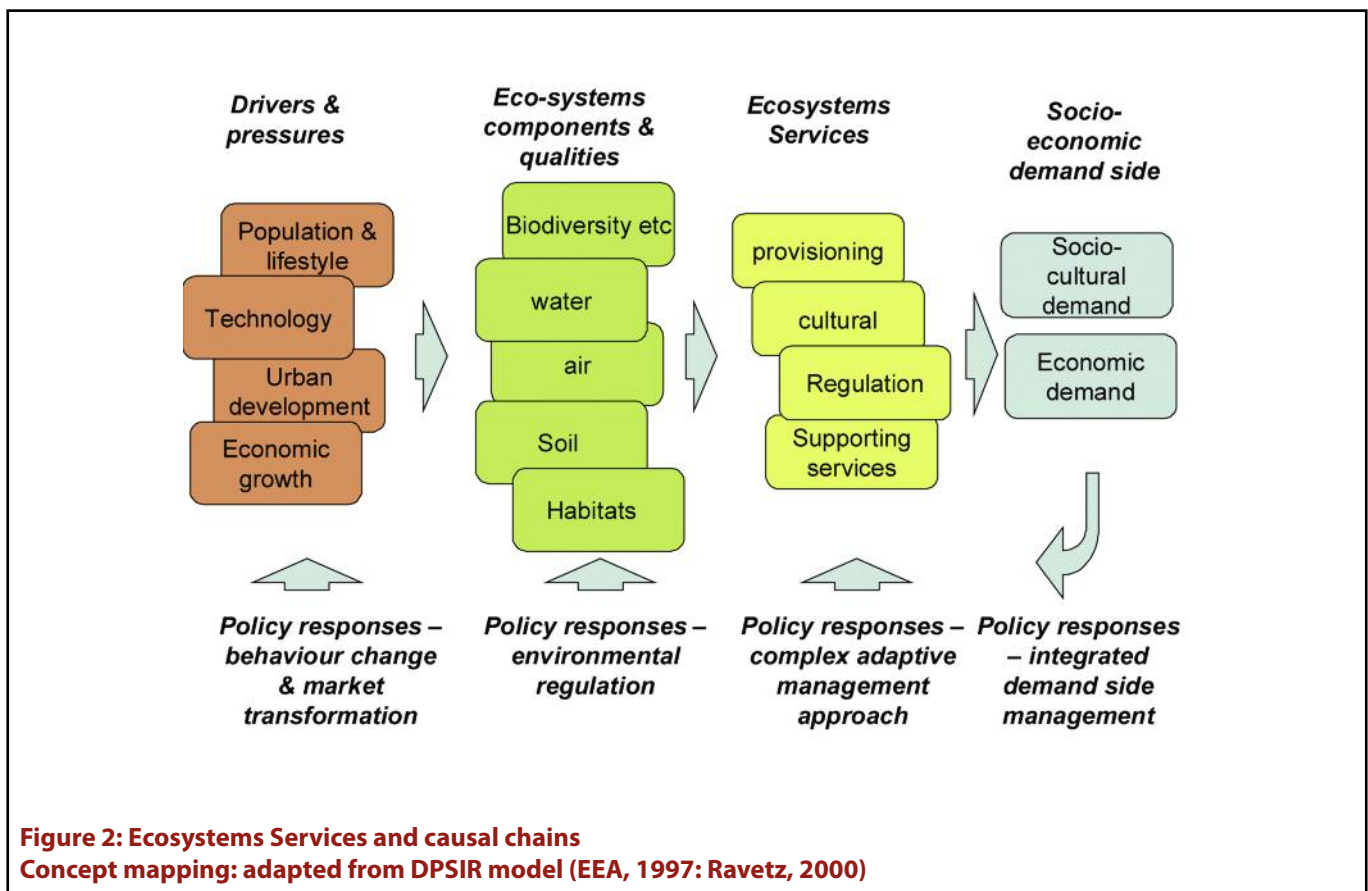 Drivers &
pressures
Eco-systems
components &
qualities
Ecosystems
Services
Socio-
economic
demand side
Population &
lifestyle
Technology
Urban
development
Economic
growth
Biodiversity etc
water
air
Soil
Habitats
provisioning
cultural
Regulation
Supporting
services
Socio-
cultural
demand
Economic
demand
Policy responses –
behaviour change
& market
transformation
Policy responses –
environmental
regulation
Policy responses –
complex adaptive
management
approach
Policy responses
– integrated
demand side
management
Figure 2: Ecosystems Services and causal chains
Concept mapping: adapted from DPSIR model (EEA, 1997: Ravetz, 2000)